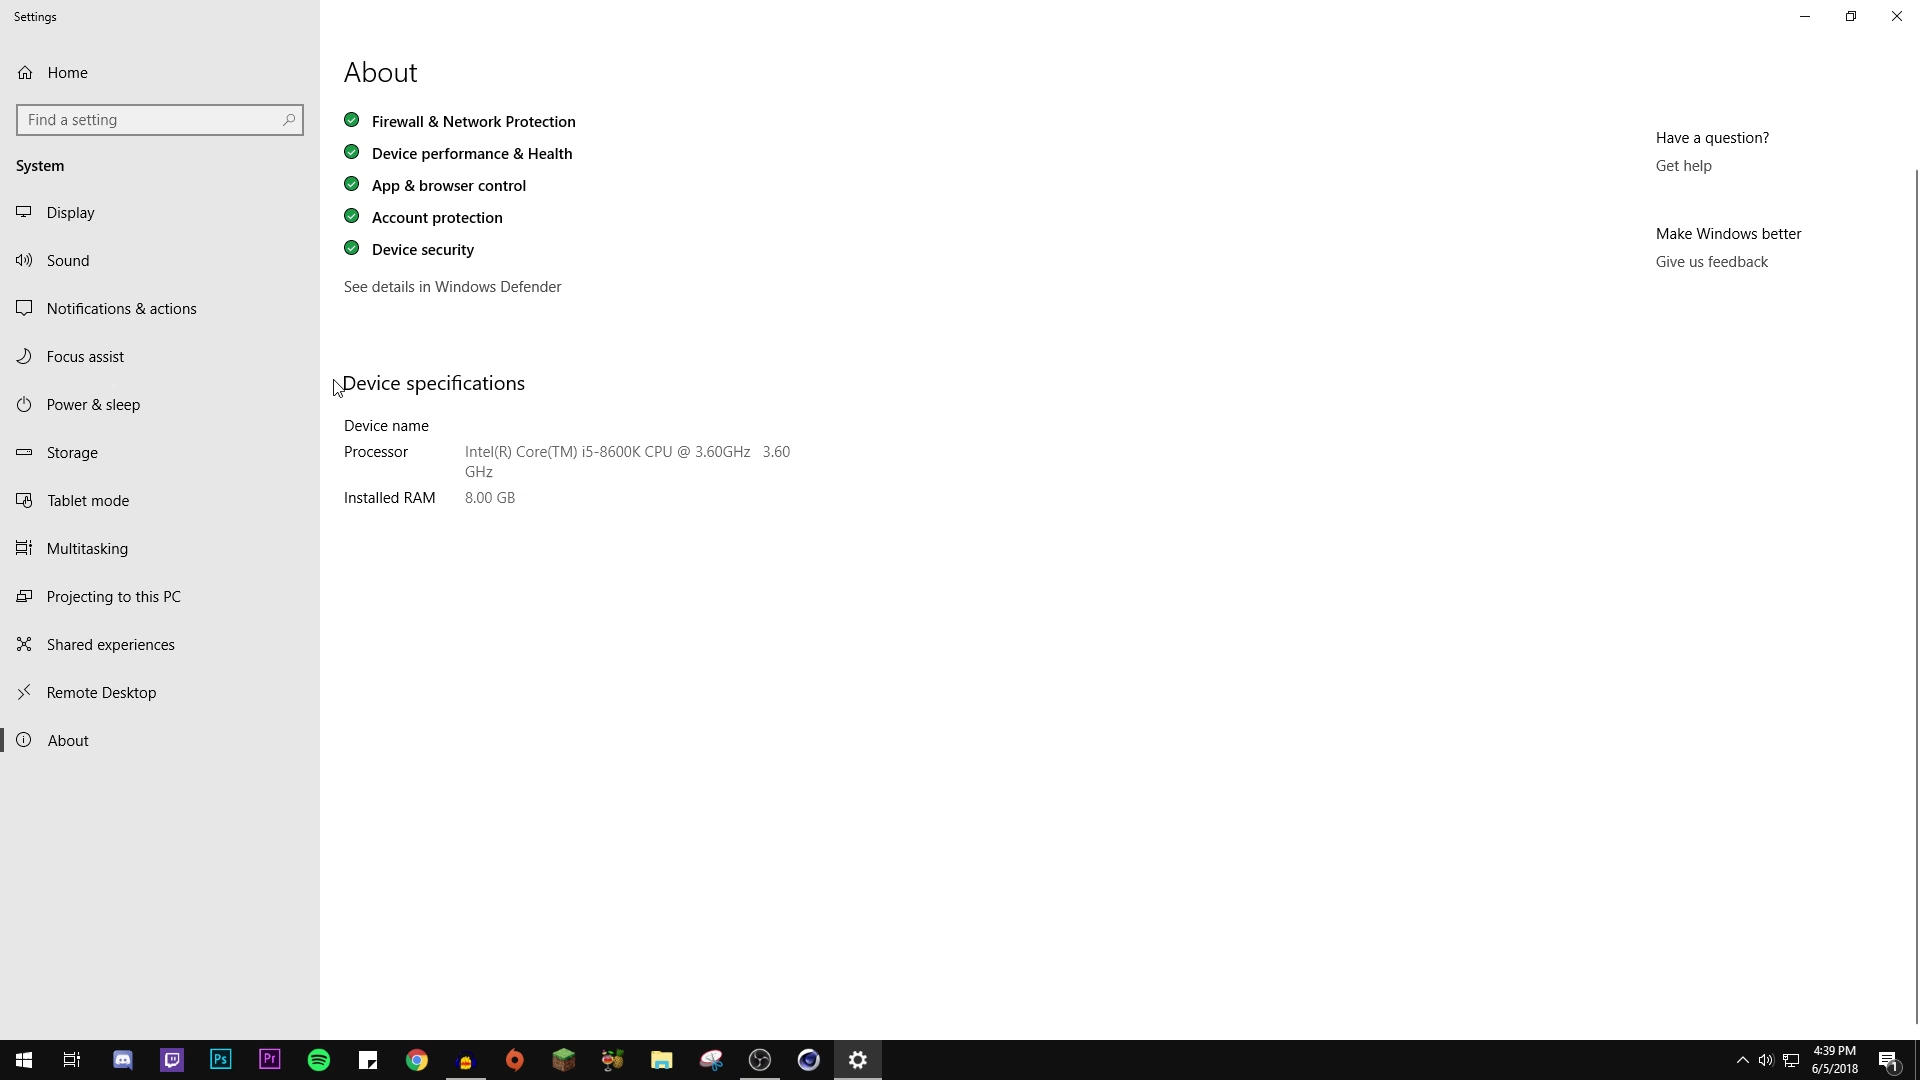 Settings
Home
Find a setting
System
Display
Sound
Notifications & actions
Focus assist
Power & sleep
Storage
Tablet mode
Multitasking
Projecting to this PC
Shared experiences
Remote Desktop
About
About
Firewall & Network Protection
Device performance & Health
App & browser control
Account protection
Device security
See details in Windows Defender
Device specifications
Device name
Processor Intel(R) Core(TM) i5-8600K CPU @ 3.60GHz 3.60
GHz
Installed RAM 8.00 GB
Have a question?
Get help
Make Windows better
Give us feedback
Ps
Pr
4:39 PM
6/5/2018
1